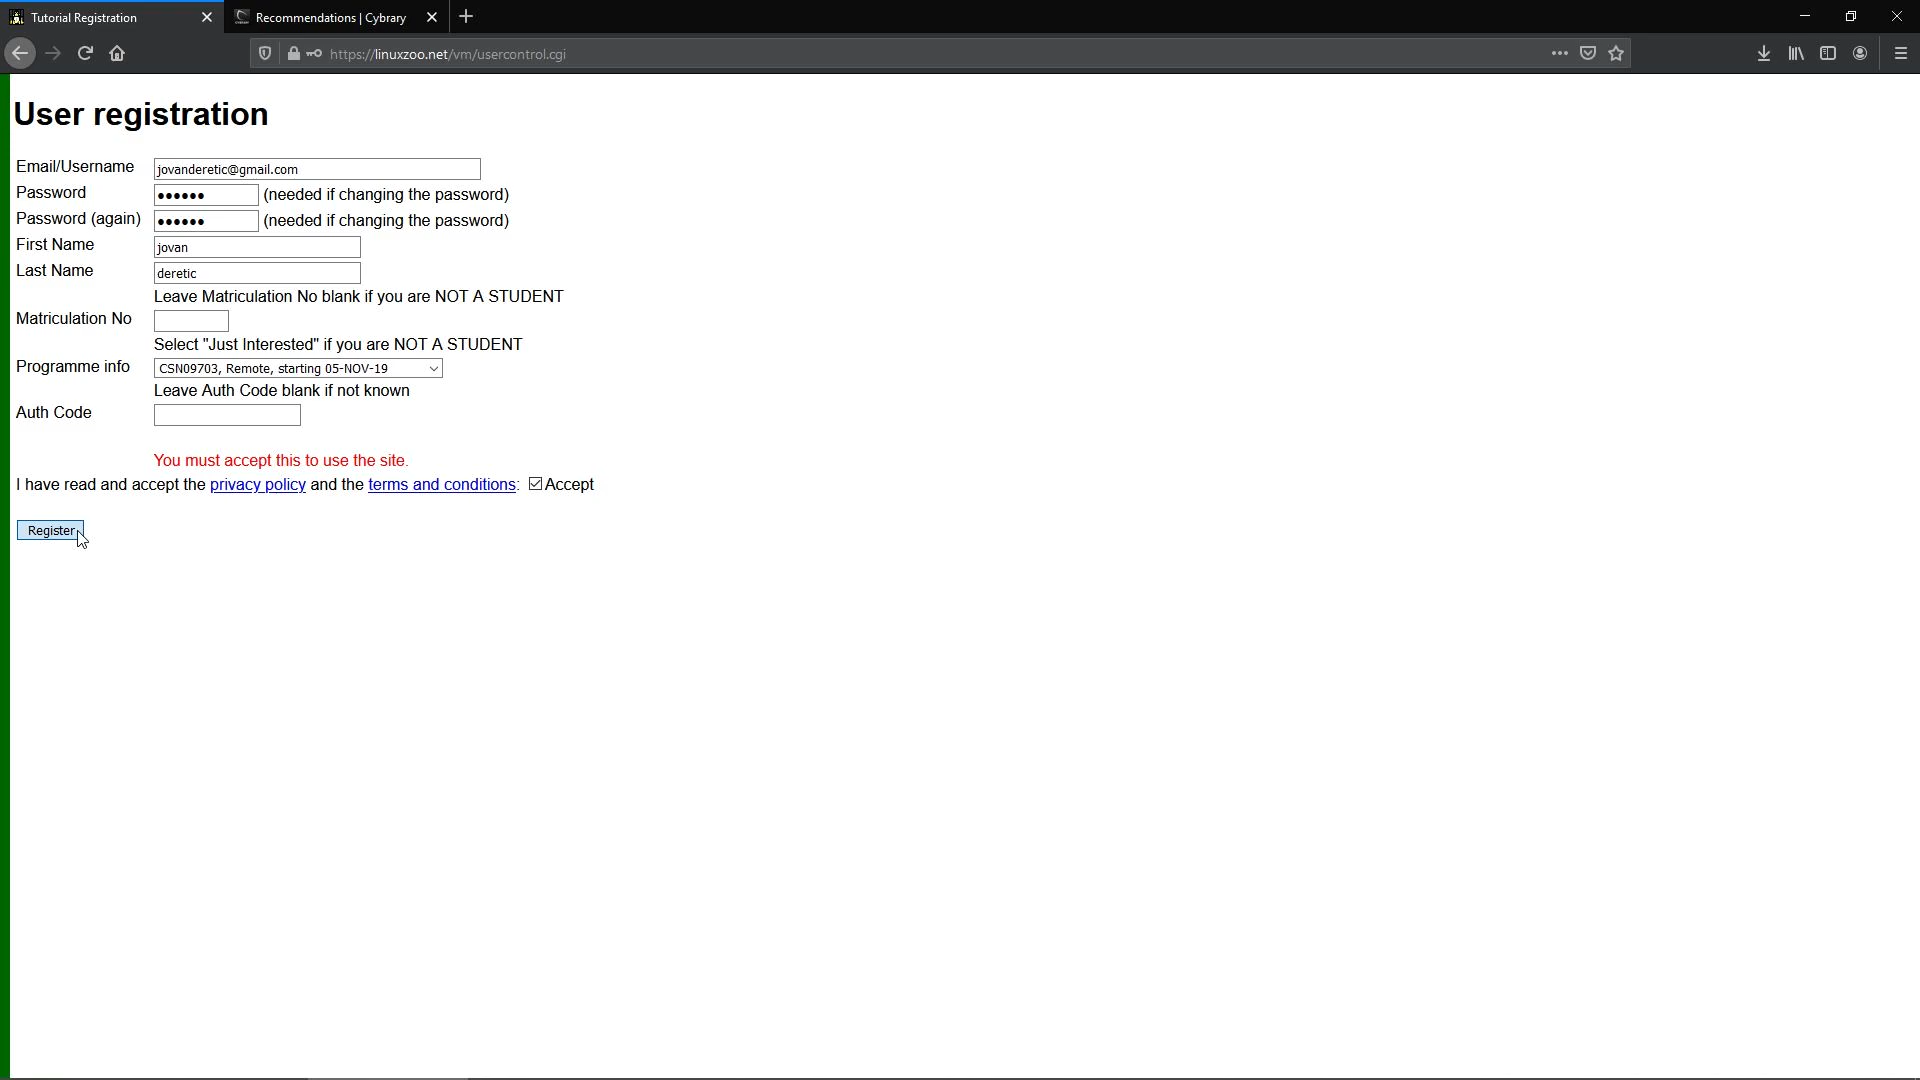 Tutorial Registration
Recommendations | Cybrary
https://linuxzoo.net/vm/usercontrol.cgi
User registration
Email/Username jovanderetic@gmail.com
Password •••••• (needed if changing the password)
Password (again) •••••• (needed if changing the password)
First Name jovan
Last Name deretic
Leave Matriculation No blank if you are NOT A STUDENT
Matriculation No
Select "Just Interested" if you are NOT A STUDENT
Programme info CSN09703, Remote, starting 05-NOV-19
Leave Auth Code blank if not known
Auth Code
You must accept this to use the site.
I have read and accept the privacy policy and the terms and conditions: Accept
Register